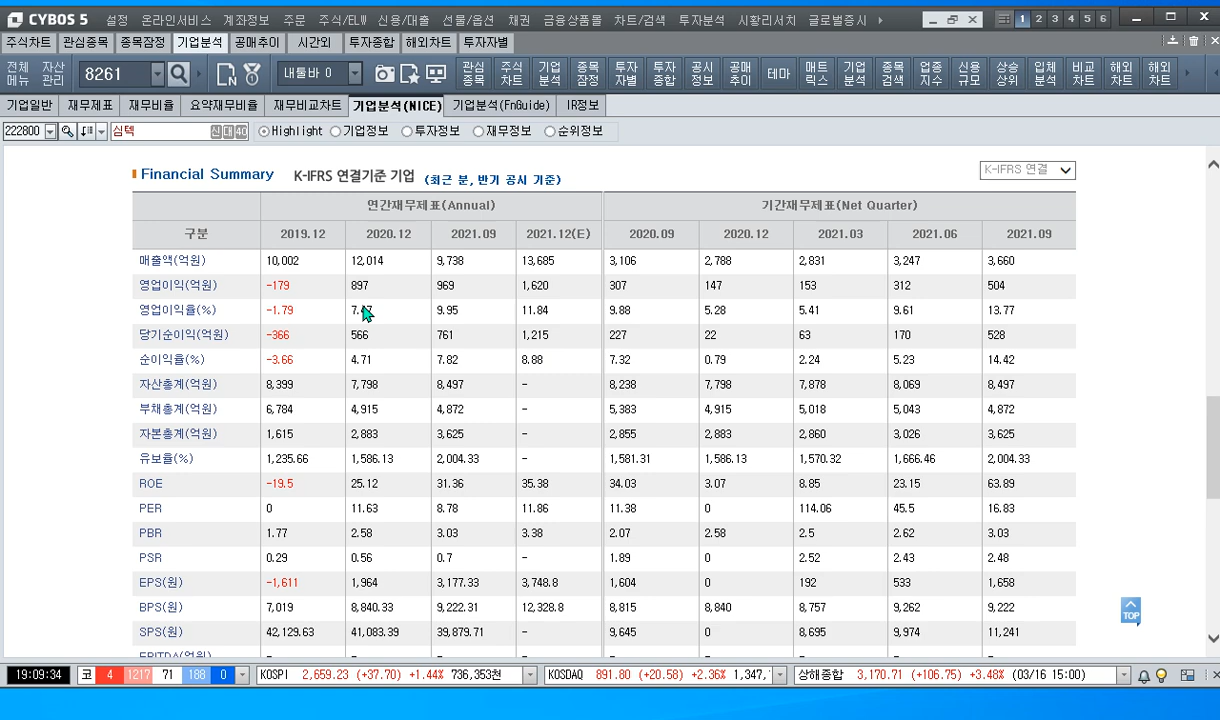 CYBOS 5 설정 온라인서비스 계좌정보 주문 주식/ELW 신용/대출 선물/옵션 채권 금융상품몰 차트/검색 투자분석 시황리서치 글로벌증시 1 2 3 4 5 6
주식차트 관심종목 종목잠정 기업분석 공매추이 시간외 투자종합 해외차트 투자자별
전체메뉴 자산관리 8261 내툴바 0 관심종목 주식차트 기업분석 종목잠정 투자자별 투자종합 공시정보 공매추이 테마 매트릭스 기업분석 종목검색 업종지수 신용규모 상승상위 입체분석 비교차트 해외차트 해외차트
기업일반 재무제표 재무비율 요약재무비율 재무비교차트 기업분석(NICE) 기업분석(FnGuide) IR정보
222800 심텍 신 대 40 Highlight 기업정보 투자정보 재무정보 순위정보
Financial Summary K-IFRS 연결기준 기업 (최근 분,반기 공시 기준) K-IFRS 연결
연간재무제표(Annual) 기간재무제표(Net Quarter)
구분 2019.12 2020.12 2021.09 2021.12(E) 2020.09 2020.12 2021.03 2021.06 2021.09
매출액(억원) 10,002 12,014 9,738 13,685 3,106 2,788 2,831 3,247 3,660
영업이익(억원) -179 897 969 1,620 307 147 153 312 504
영업이익률(%) -1.79 9.95 11.84 9.88 5.28 5.41 9.61 13.77
당기순이익(억원) -366 566 761 1,215 227 22 63 170 528
순이익률(%) -3.66 4.71 7.82 8.88 7.32 0.79 2.24 5.23 14.42
자산총계(억원) 8,399 7,798 8,497 - 8,238 7,798 7,878 8,069 8,497
부채총계(억원) 6,784 4,915 4,872 - 5,383 4,915 5,018 5,043 4,872
자본총계(억원) 1,615 2,883 3,625 - 2,855 2,883 2,860 3,026 3,625
유보율(%) 1,235.66 1,586.13 2,004.33 - 1,581.31 1,586.13 1,570.32 1,666.46 2,004.33
ROE -19.5 25.12 31.36 35.38 34.03 3.07 8.85 23.15 63.89
PER 0 11.63 8.78 11.86 11.38 0 114.06 45.5 16.83
PBR 1.77 2.58 3.03 3.38 2.07 2.58 2.5 2.62 3.03
PSR 0.29 0.56 0.7 - 1.89 0 2.52 2.43 2.48
EPS(원) -1,611 1,964 3,177.33 3,748.8 1,604 0 192 533 1,658
BPS(원) 7,019 8,840.33 9,222.31 12,328.8 8,815 8,840 8,757 9,262 9,222
SPS(원) 42,129.63 41,083.39 39,879.71 - 9,645 0 8,695 9,974 11,241
EBITDA(억원) - - - - - - - - -
TOP
19:09:34 코 4 1217 71 188 0 KOSPI 2,659.23 (+37.70) +1.44% 736,353천 KOSDAQ 891.80 (+20.58) +2.36% 1,347, 상해종합 3,170.71 (+106.75) +3.48% (03/16 15:00)